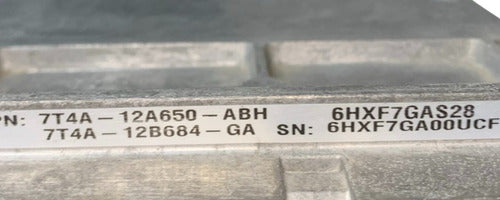 PN: 7T4A-12A650-ABH 6HXF7GAS28
7T4A-12B684-GA SN: 6HXF7GA00UCF